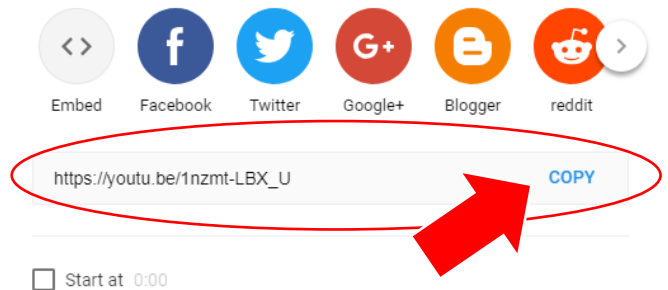 Embed Facebook Twitter Google+ Blogger reddit
https://youtu.be/1nzmt-LBX_U COPY
Start at 0:00